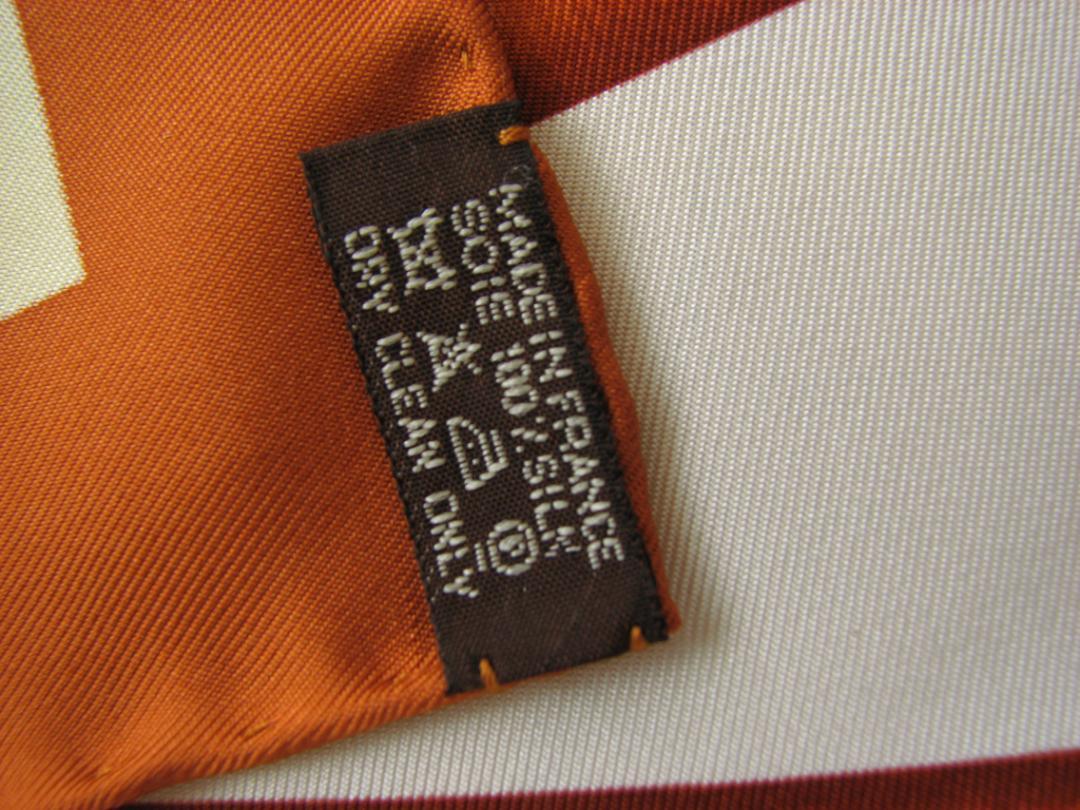 MADE IN FRANCE
SOIE 100% SILK
P
DRY CLEAN ONLY